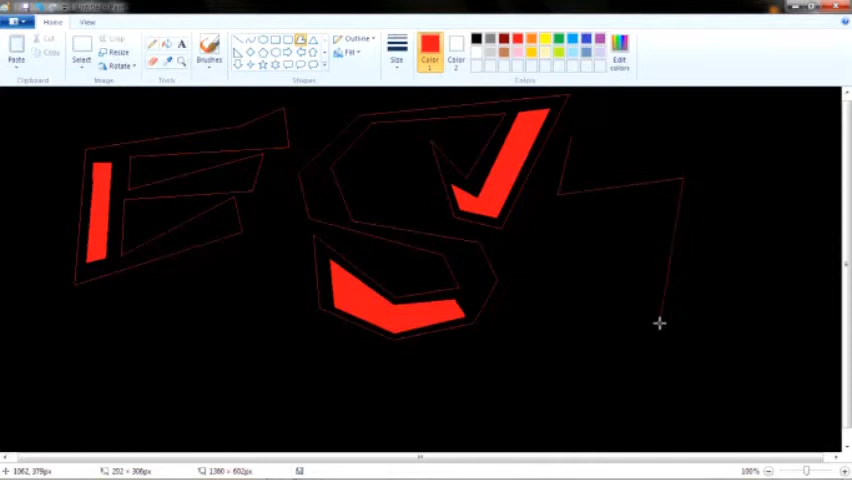 Home View
Paste
Cut
Copy
Clipboard
Select
Crop
Resize
Rotate
Image
A
Tools
Brushes
Outline
Fill
Shapes
Size
Color
1
Color
2
Edit
colors
Colors
ES
1062, 379px 202 × 306px 1360 × 602px 100%